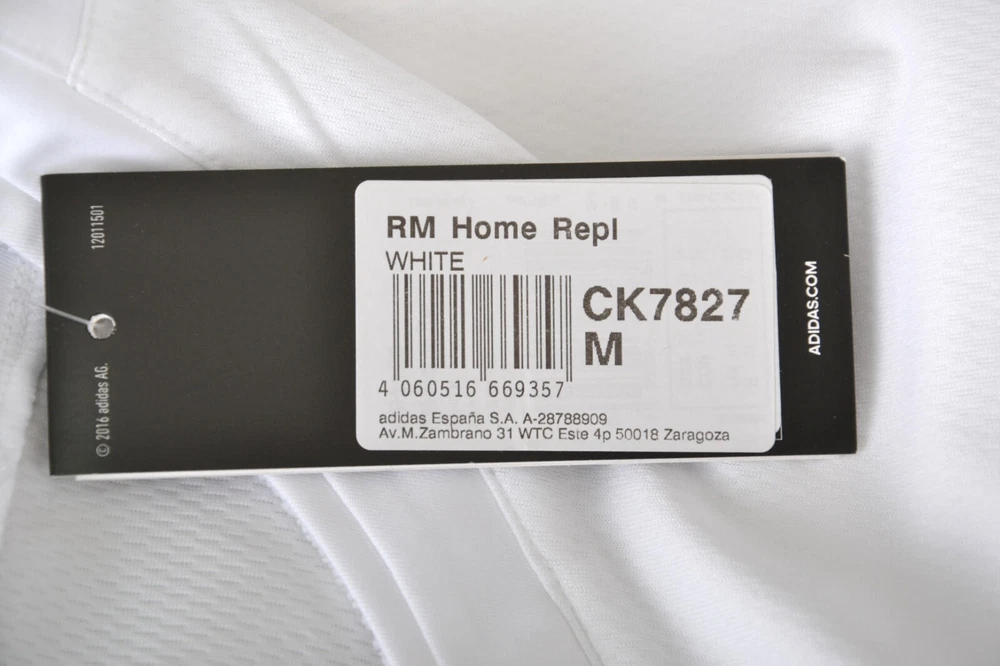 12011501
© 2016 adidas AG.
RM Home Repl
WHITE
CK7827
M
4 060516 669357
adidas España S.A. A-28788909
Av.M.Zambrano 31 WTC Este 4p 50018 Zaragoza
ADIDAS.COM